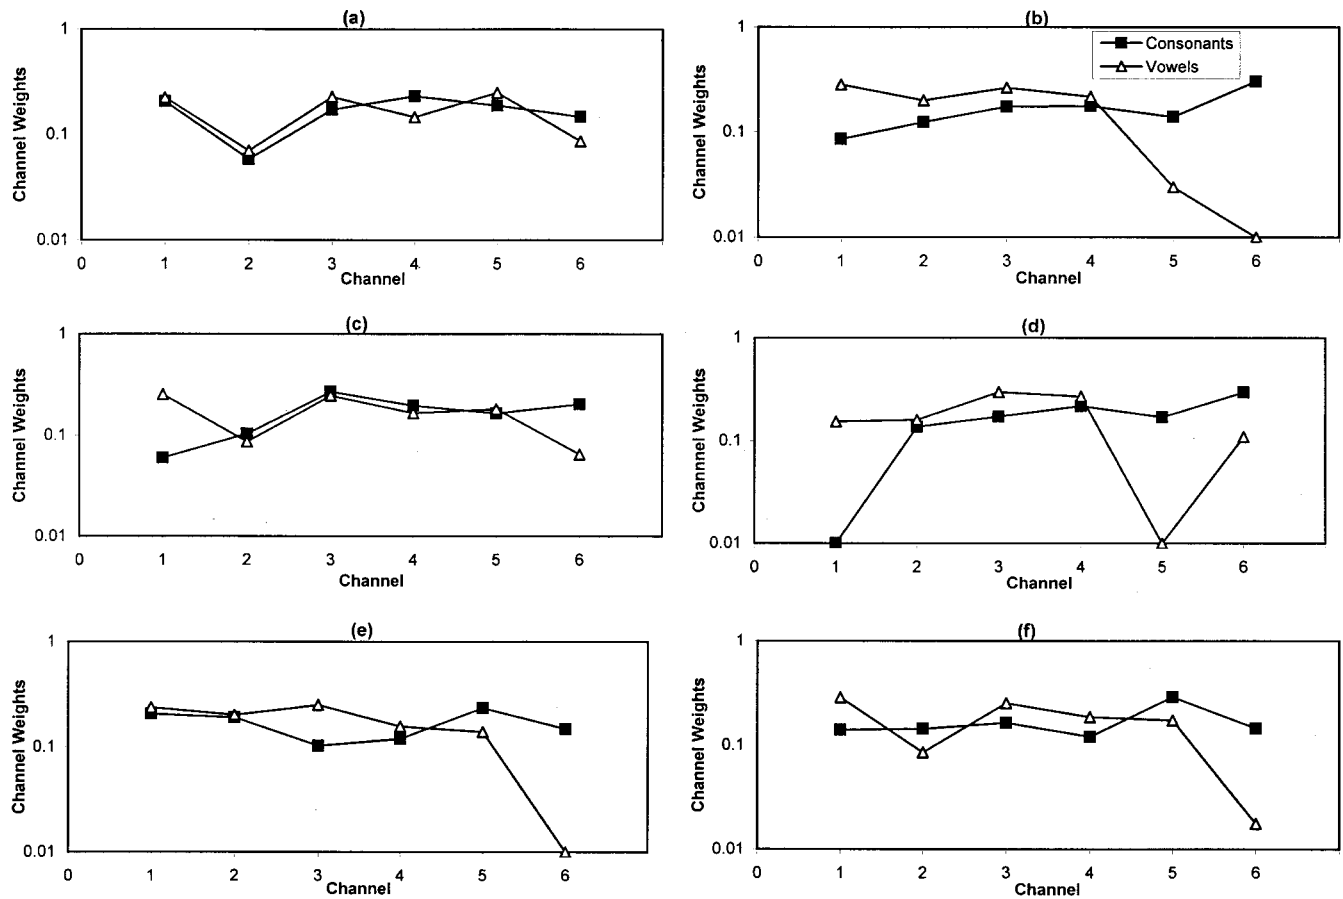 (a)
1
0.1
0.01
Channel Weights
0 1 2 3 4 5 6
Channel
(b)
Consonants
Vowels
1
0.1
0.01
Channel Weights
0 1 2 3 4 5 6
Channel
(c)
1
0.1
0.01
Channel Weights
0 1 2 3 4 5 6
Channel
(d)
1
0.1
0.01
Channnel Weights
0 1 2 3 4 5 6
Channel
(e)
1
0.1
0.01
Channel Weights
0 1 2 3 4 5 6
Channel
(f)
1
0.1
0.01
Channel Weights
0 1 2 3 4 5 6
Channel